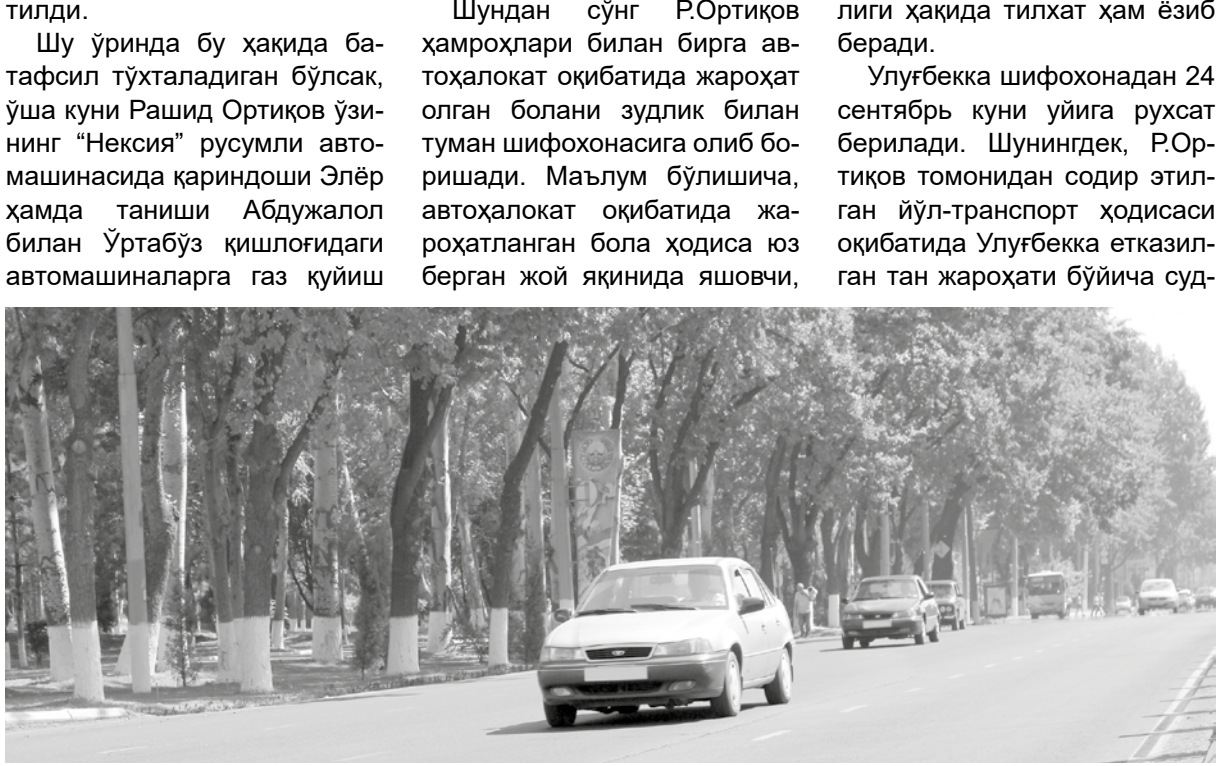 тилди.
Шу ўринда бу ҳақида ба-
тафсил тўхталадиган бўлсак,
ўша куни Рашид Ортиқов ўзи-
нинг “Нексия” русумли авто-
машинасида қариндоши Элёр
ҳамда таниши Абдужалол
билан Ўртабўз қишлоғидаги
автомашиналарга газ қуйиш
Шундан сўнг Р.Ортиқов
ҳамроҳлари билан бирга ав-
тоҳалокат оқибатида жароҳат
олган болани зудлик билан
туман шифохонасига олиб бо-
ришади. Маълум бўлишича,
автоҳалокат оқибатида жа-
роҳатланган бола ҳодиса юз
берган жой яқинида яшовчи,
лиги ҳақида тилхат ҳам ёзиб
беради.
Улуғбекка шифохонадан 24
сентябрь куни уйига рухсат
берилади. Шунингдек, Р.Ор-
тиқов томонидан содир этил-
ган йўл-транспорт ҳодисаси
оқибатида Улуғбекка етказил-
ган тан жароҳати бўйича суд-